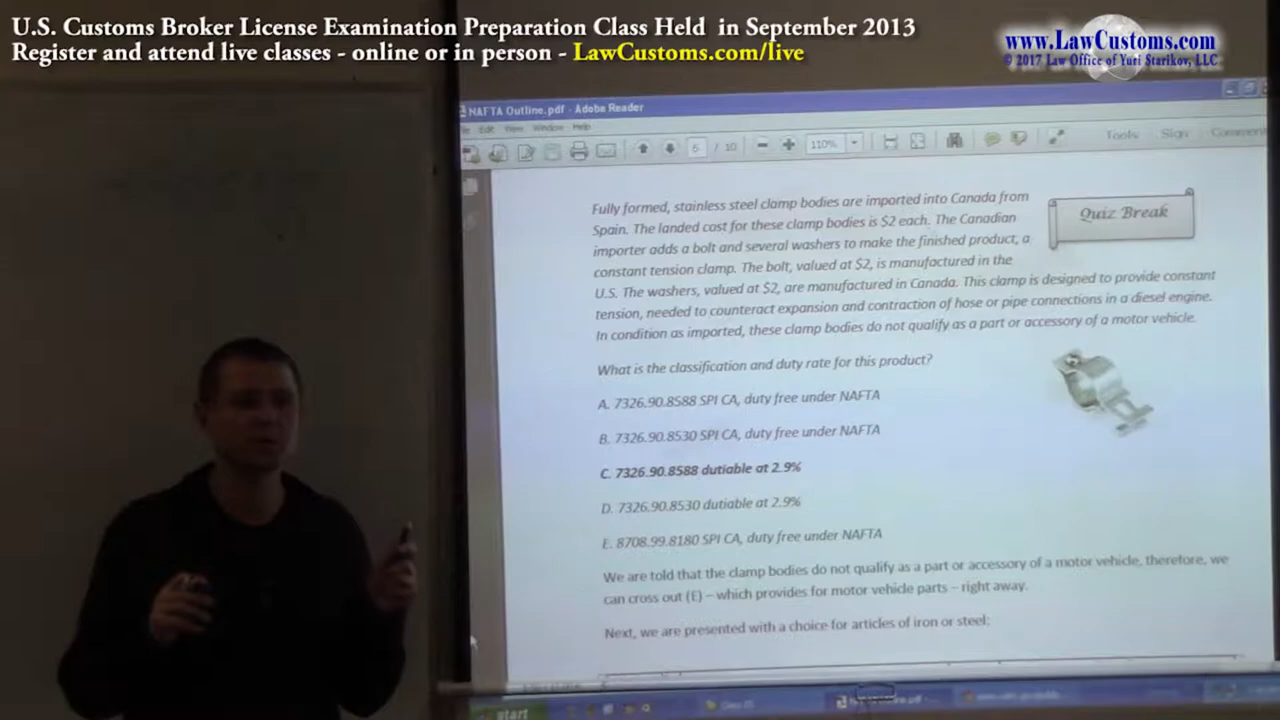 U.S. Customs Broker License Examination Preparation Class Held in September 2013
Register and attend live classes - online or in person - LawCustoms.com/live
www.LawCustoms.com
© 2017 Law Office of Yuri Starikov, LLC
NAFTA Outline.pdf - Adobe Reader
Edit View Window Help
6 / 10 110% Tools Sign Comment
Quiz Break
Fully formed, stainless steel clamp bodies are imported into Canada from
Spain. The landed cost for these clamp bodies is $2 each. The Canadian
importer adds a bolt and several washers to make the finished product, a
constant tension clamp. The bolt, valued at $2, is manufactured in the
U.S. The washers, valued at $2, are manufactured in Canada. This clamp is designed to provide constant
tension, needed to counteract expansion and contraction of hose or pipe connections in a diesel engine.
In condition as imported, these clamp bodies do not qualify as a part or accessory of a motor vehicle.
What is the classification and duty rate for this product?
A. 7326.90.8588 SPI CA, duty free under NAFTA
B. 7326.90.8530 SPI CA, duty free under NAFTA
C. 7326.90.8588 dutiable at 2.9%
D. 7326.90.8530 dutiable at 2.9%
E. 8708.99.8180 SPI CA, duty free under NAFTA
We are told that the clamp bodies do not qualify as a part or accessory of a motor vehicle, therefore, we
can cross out (E) – which provides for motor vehicle parts – right away.
Next, we are presented with a choice for articles of iron or steel:
start